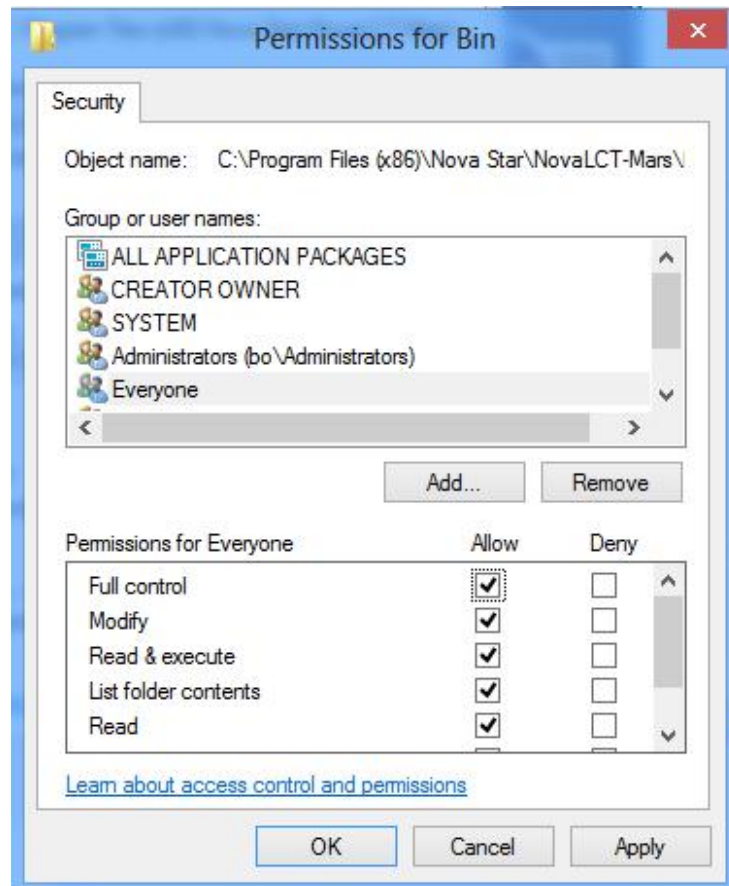 Permissions for Bin
Security
Object name: C:\Program Files (x86)\Nova Star\NovaLCT-Mars\
Group or user names:
ALL APPLICATION PACKAGES
CREATOR OWNER
SYSTEM
Administrators (bo\Administrators)
Everyone
Add... Remove
Permissions for Everyone Allow Deny
Full control
Modify
Read & execute
List folder contents
Read
Learn about access control and permissions
OK Cancel Apply